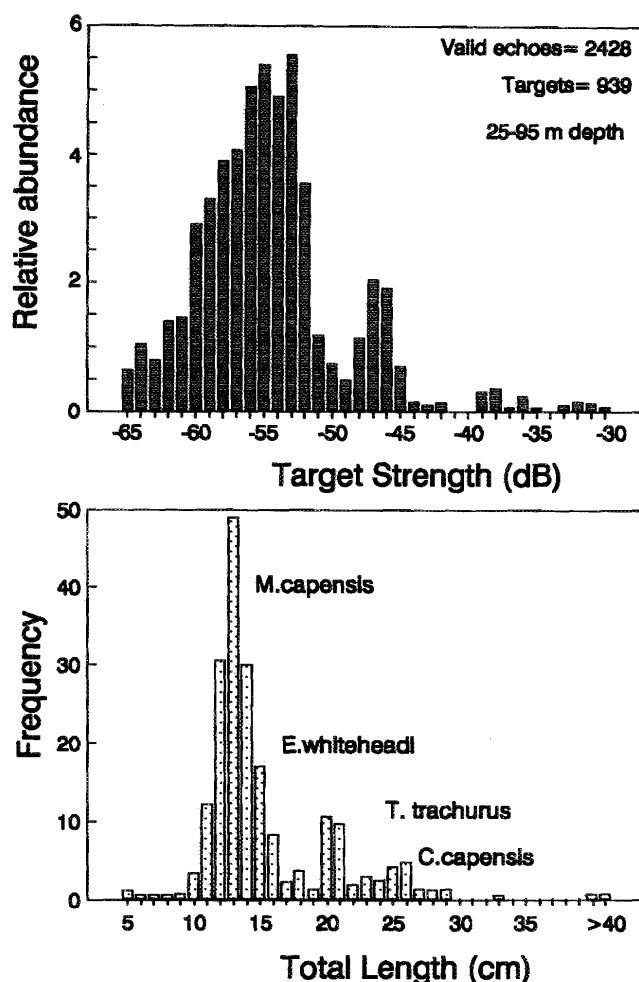 Valid echoes= 2428
Targets= 939
25-95 m depth
Relative abundance
6
4
2
0
-65 -60 -55 -50 -45 -40 -35 -30
Target Strength (dB)
Frequency
50
40
30
20
10
0
M.capensis
E.whiteheadi
T. trachurus
C.capensis
5 10 15 20 25 30 35 >40
Total Length (cm)